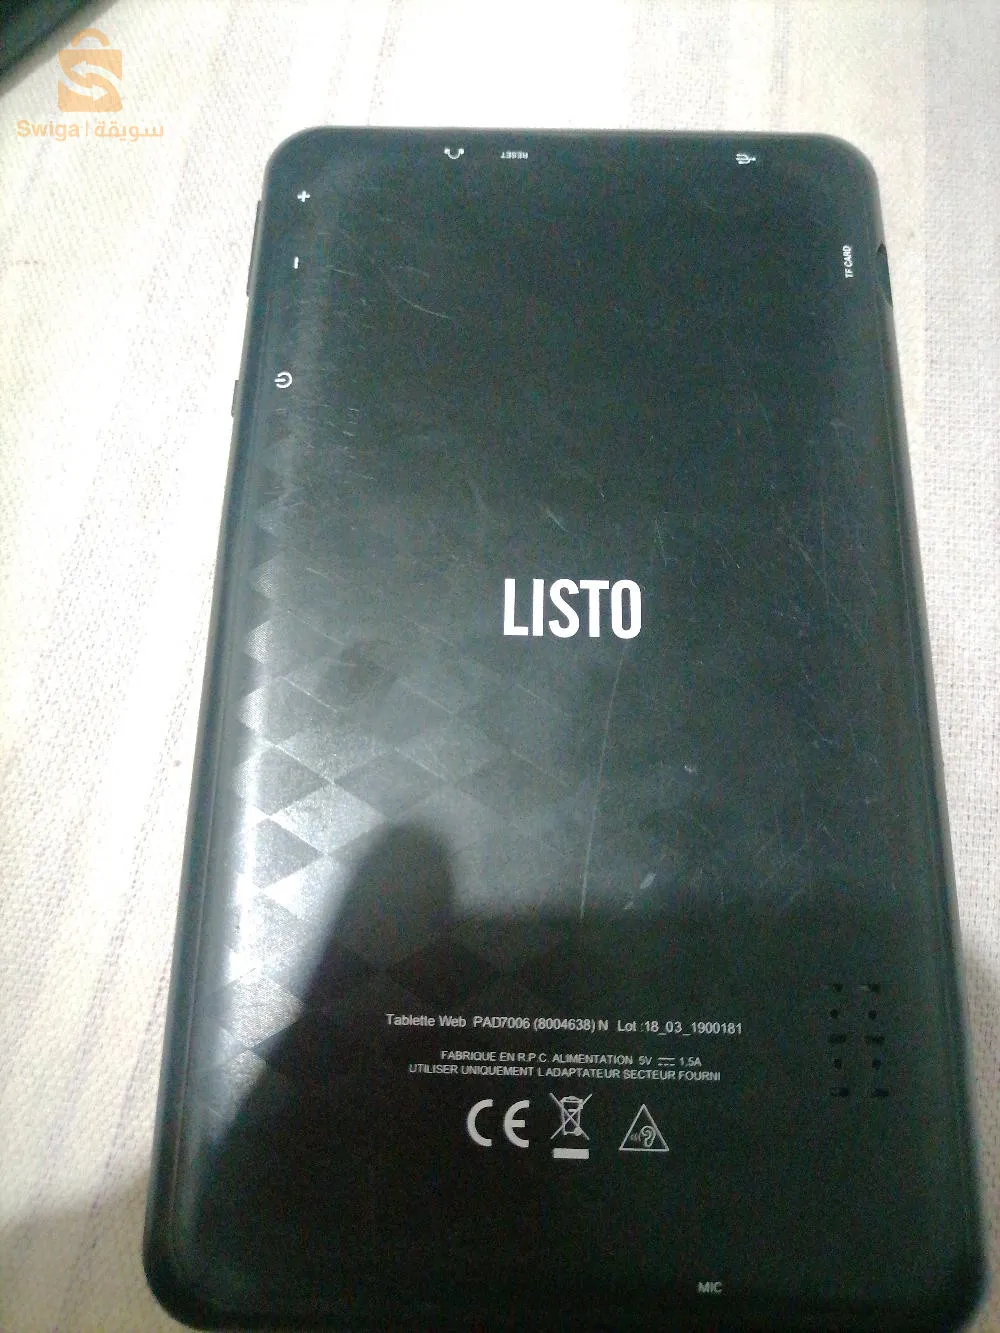 Swiga | سويقة
RESET
TF CARD
LISTO
Tablette Web PAD7006 (8004638) N Lot :18_03_1900181
FABRIQUE EN R.P.C. ALIMENTATION 5V 1,5A
UTILISER UNIQUEMENT L ADAPTATEUR SECTEUR FOURNI
CE
MIC